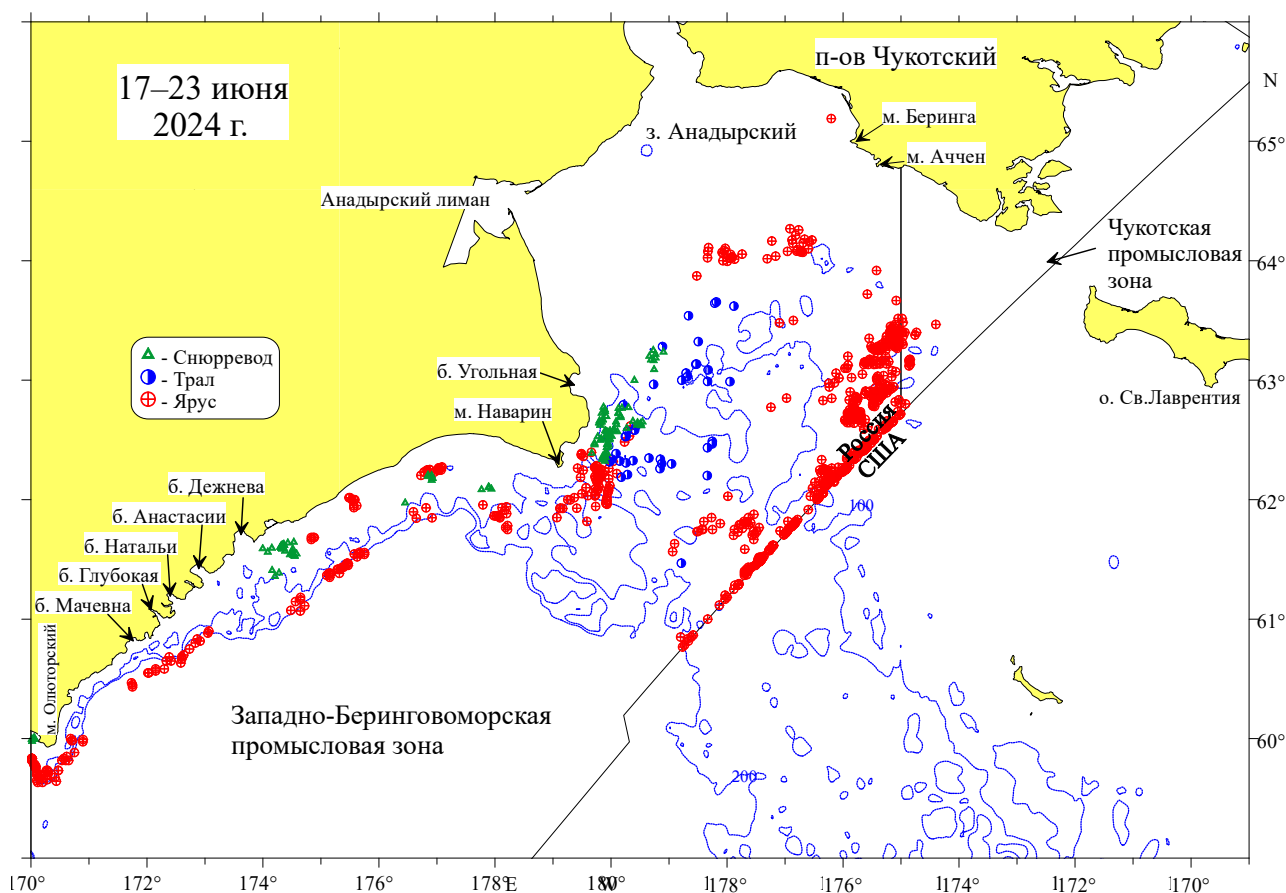 17–23 июня
2024 г.
п-ов Чукотский
N
з. Анадырский
м. Беринга
65°
м. Аччен
Анадырский лиман
Чукотская
промысловая
зона
64°
- Снюрревод
- Трал
- Ярус
б. Угольная
63°
о. Св.Лаврентия
м. Наварин
Россия
США
62°
100
б. Дежнева
б. Анастасии
б. Натальи
б. Глубокая
б. Мачевна
61°
м. Олюторский
Западно-Беринговоморская
промысловая зона
60°
200
170 172 174 176 178° E 180° W 178 176 174 172 170